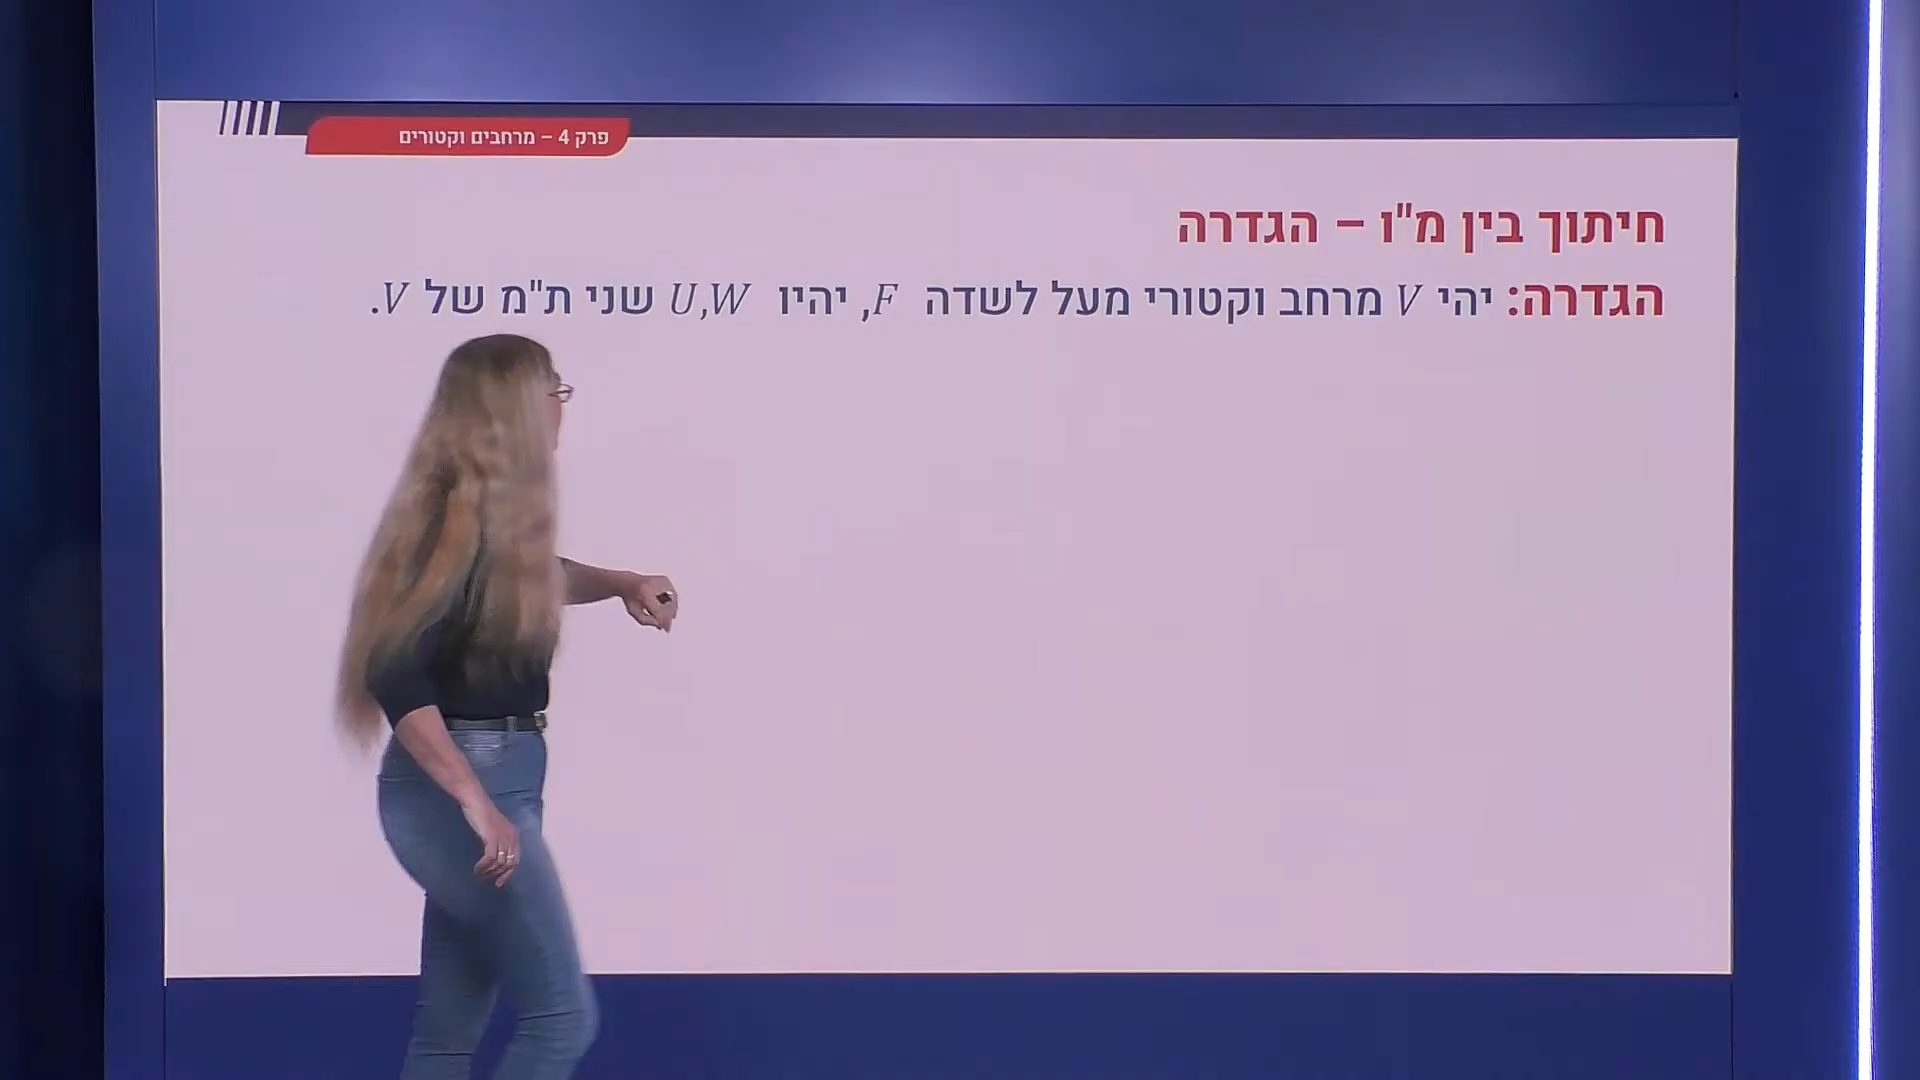 פרק 4 – מרחבים וקטורים
חיתוך בין מ"ו – הגדרה
הגדרה: יהי V מרחב וקטורי מעל לשדה F, יהיו U,W שני ת"מ של V.